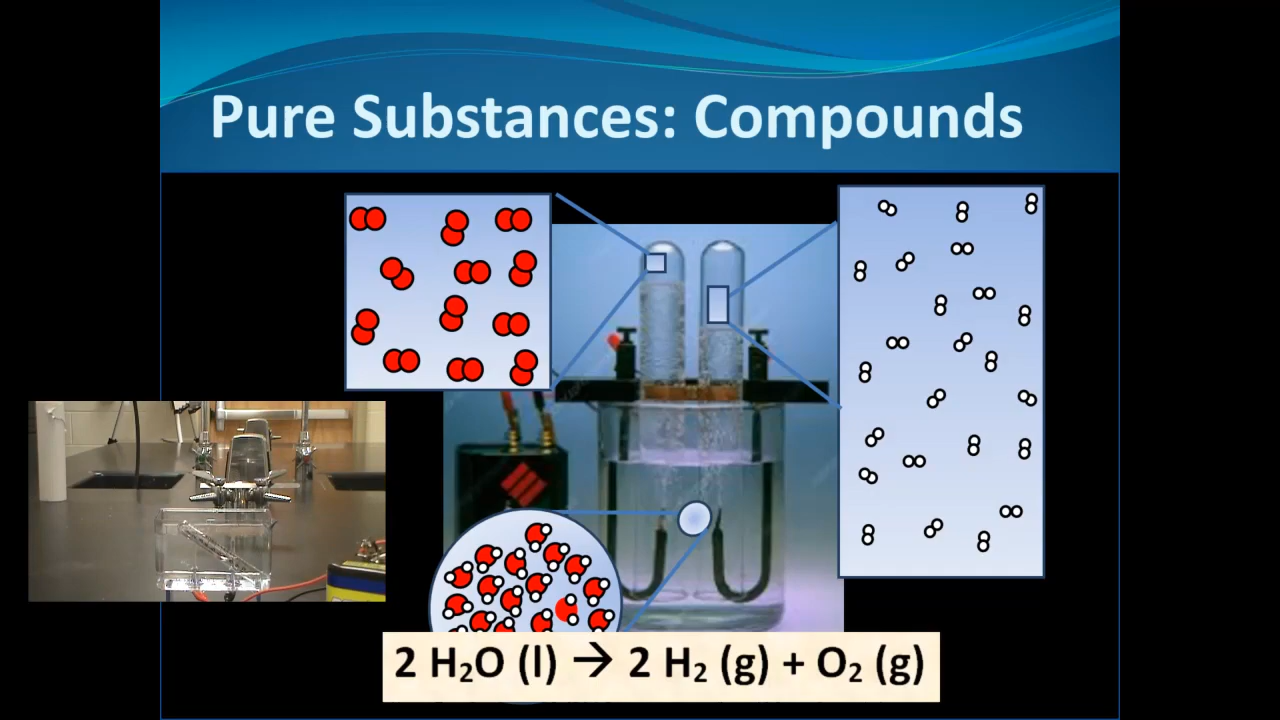 Pure Substances: Compounds
2 H₂O (l) → 2 H₂ (g) + O₂ (g)